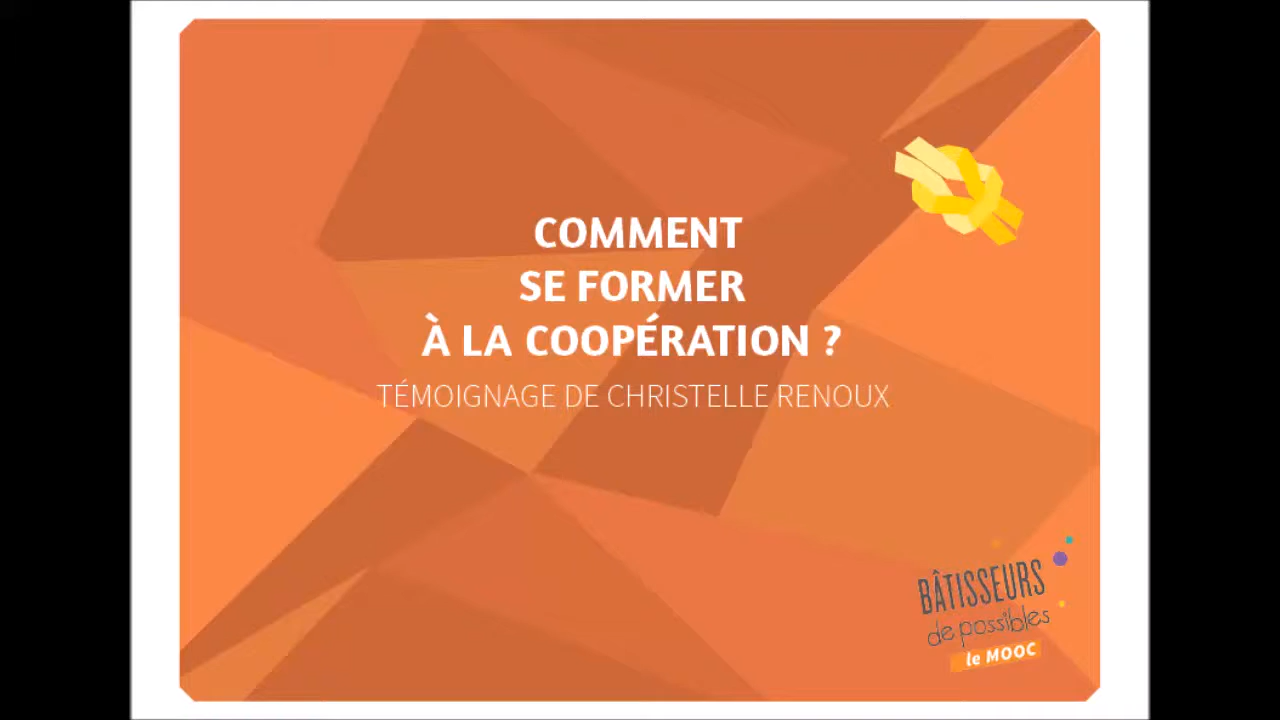 COMMENT
SE FORMER
À LA COOPÉRATION ?
TÉMOIGNAGE DE CHRISTELLE RENOUX
BÂTISSEURS
de possibles
le MOOC